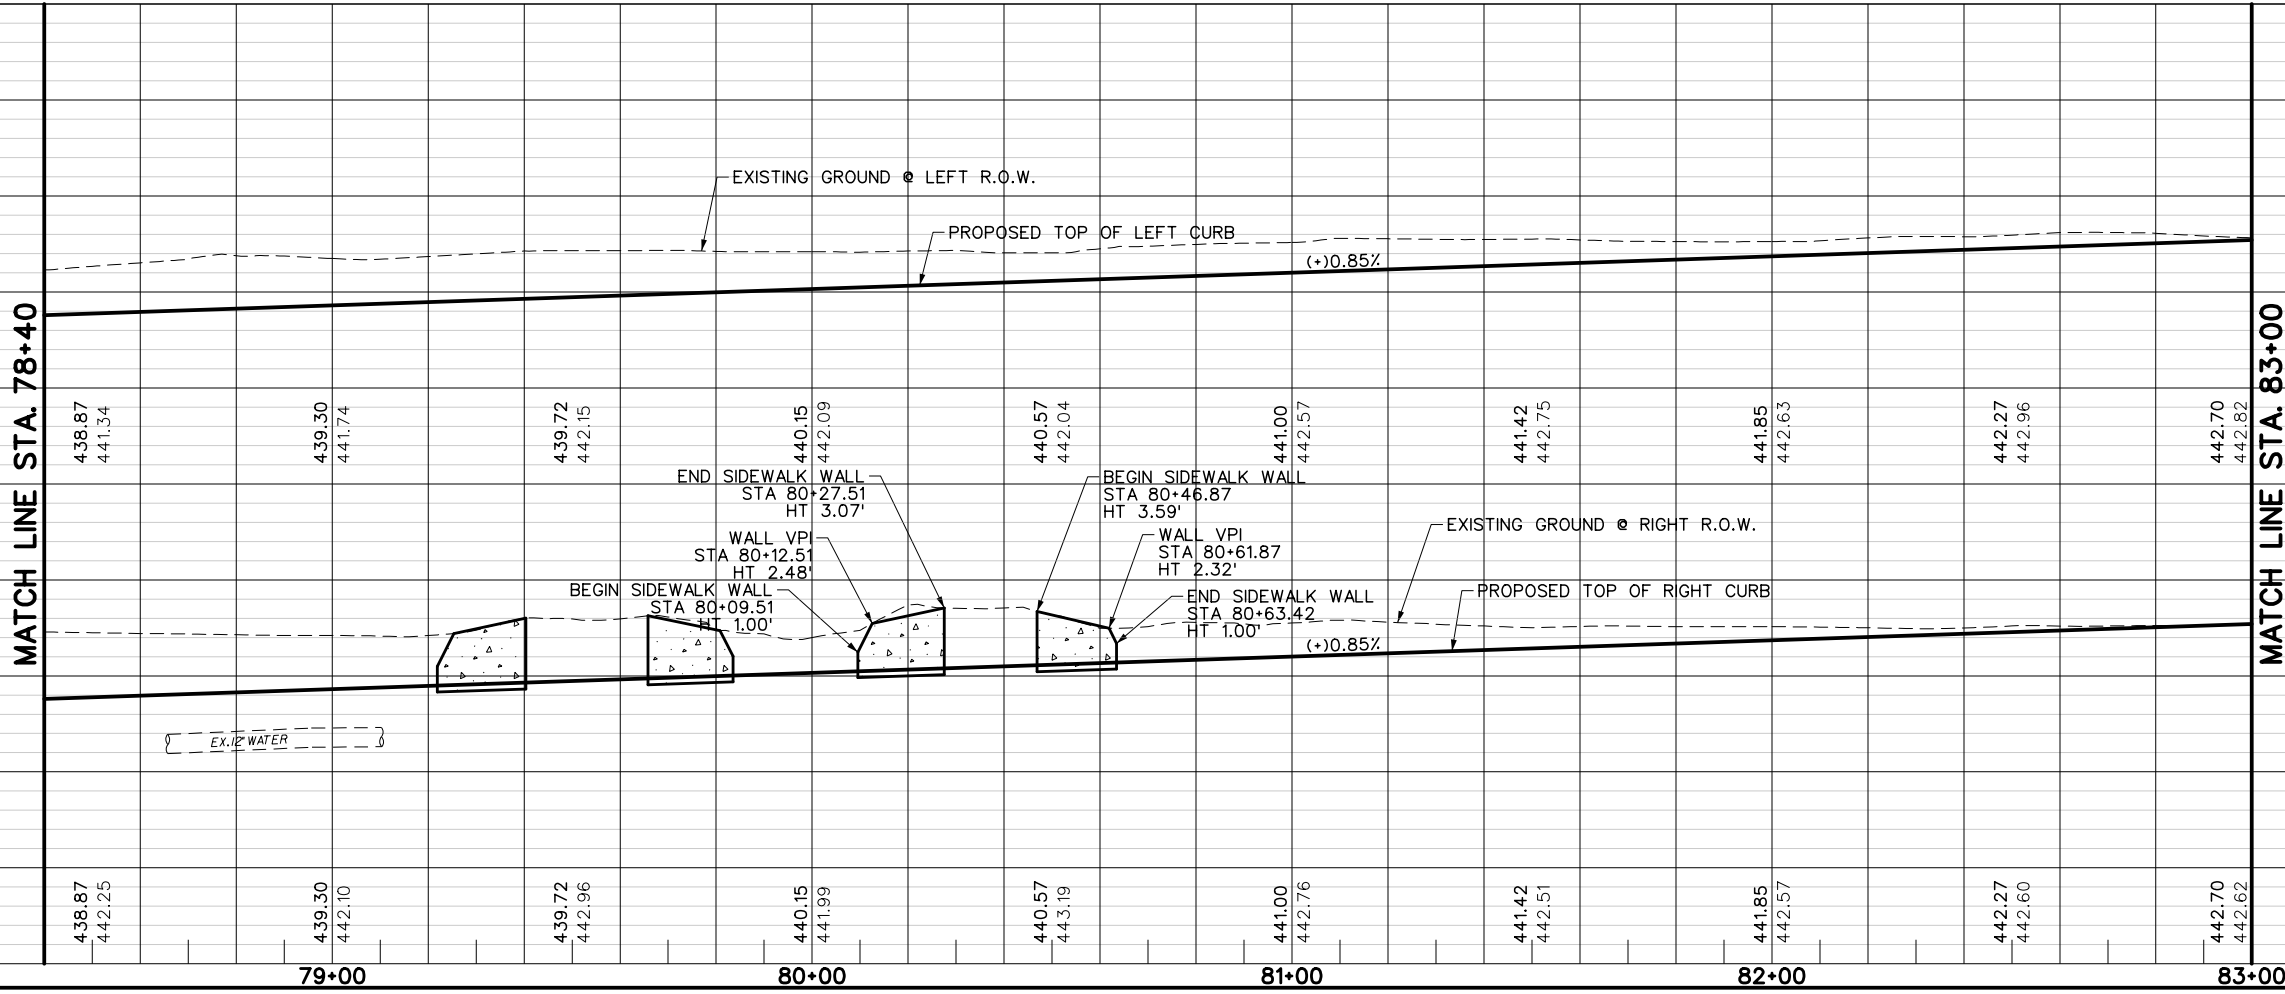 EXISTING GROUND @ LEFT R.O.W.
PROPOSED TOP OF LEFT CURB
(+)0.85%
MATCH LINE STA. 78+40
MATCH LINE STA. 83+00
438.87
441.34
439.30
441.74
439.72
442.15
440.15
442.09
440.57
442.04
441.00
442.57
441.42
442.75
441.85
442.63
442.27
442.96
442.70
442.82
END SIDEWALK WALL
STA 80+27.51
HT 3.07'
WALL VPI
STA 80+12.51
HT 2.48'
BEGIN SIDEWALK WALL
STA 80+09.51
HT 1.00'
BEGIN SIDEWALK WALL
STA 80+46.87
HT 3.59'
WALL VPI
STA 80+61.87
HT 2.32'
END SIDEWALK WALL
STA 80+63.42
HT 1.00'
EXISTING GROUND @ RIGHT R.O.W.
PROPOSED TOP OF RIGHT CURB
(+)0.85%
EX.12" WATER
438.87
442.25
439.30
442.10
439.72
442.96
440.15
441.99
440.57
443.19
441.00
442.76
441.42
442.51
441.85
442.57
442.27
442.60
442.70
442.62
79+00
80+00
81+00
82+00
83+00